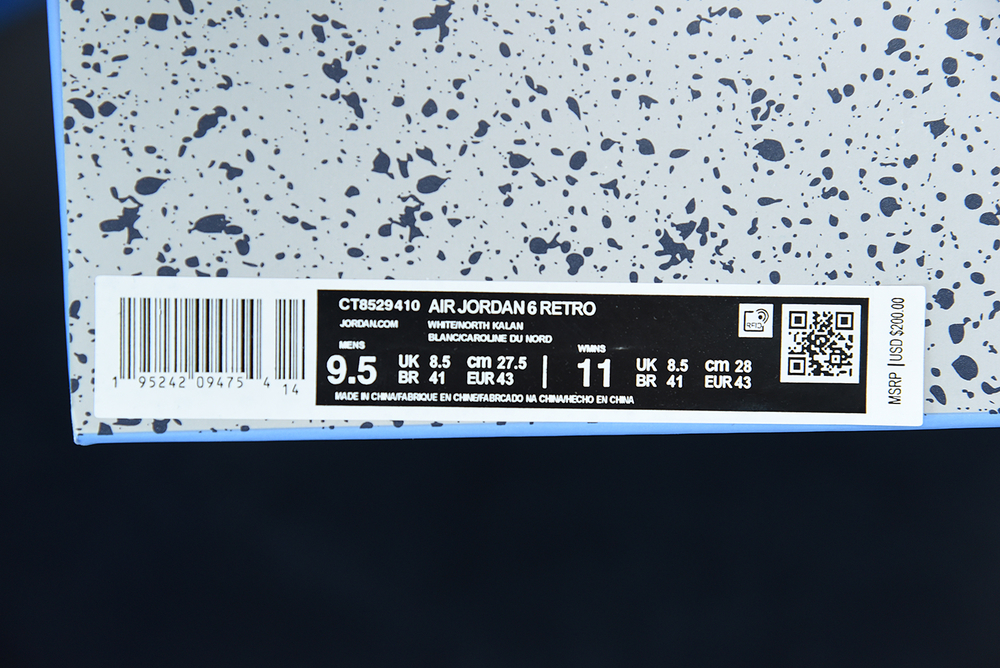 1 95242 09475 4
14
CT8529 410 AIR JORDAN 6 RETRO
JORDAN.COM WHITE/NORTH KALAN
BLANC/CAROLINE DU NORD
MENS
9.5 UK 8.5 cm 27.5
BR 41 EUR 43
WMNS
11 UK 8.5 cm 28
BR 41 EUR 43
MADE IN CHINA/FABRIQUE EN CHINE/FABRCADO NA CHINA/HECHO EN CHINA
RFID
MSRP | USD $200.00